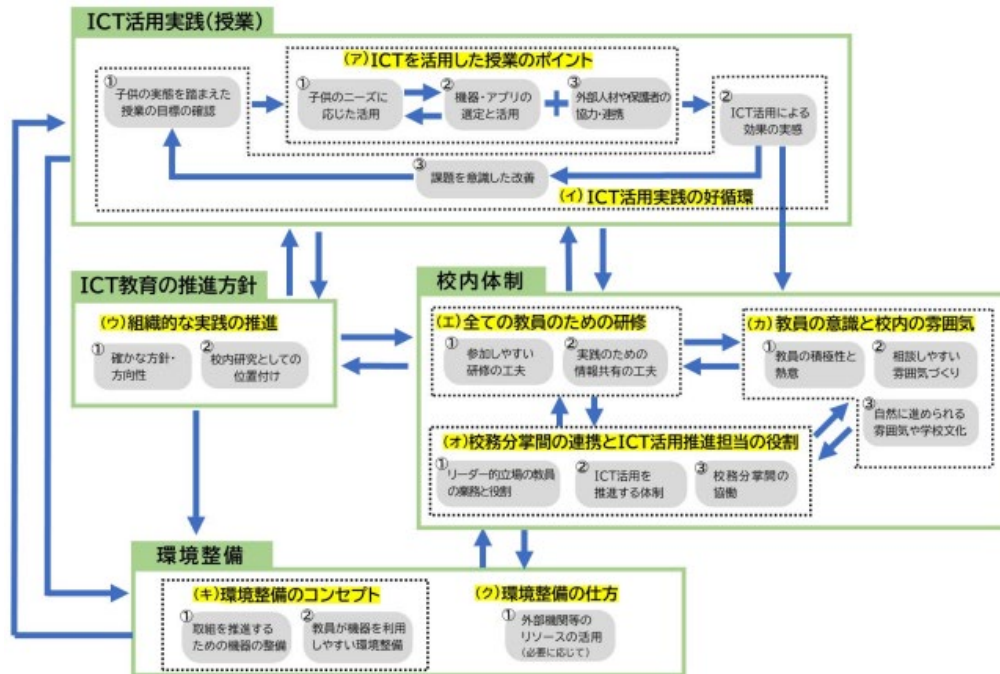 ICT活用実践(授業)
(ア)ICTを活用した授業のポイント
①
子供の実態を踏まえた
授業の目標の確認
①
子供のニーズに
応じた活用
②
機器・アプリの
選定と活用
③
外部人材や保護者の
協力・連携
②
ICT活用による
効果の実感
③
課題を意識した改善
(イ)ICT活用実践の好循環
ICT教育の推進方針
(ウ)組織的な実践の推進
①
確かな方針・
方向性
②
校内研究としての
位置付け
校内体制
(エ)全ての教員のための研修
①
参加しやすい
研修の工夫
②
実践のための
情報共有の工夫
(カ)教員の意識と校内の雰囲気
①
教員の積極性と
熱意
②
相談しやすい
雰囲気づくり
③
自然に進められる
雰囲気や学校文化
(オ)校務分掌間の連携とICT活用推進担当の役割
①
リーダー的立場の教員
の業務と役割
②
ICT活用を
推進する体制
③
校務分掌間の
協働
環境整備
(キ)環境整備のコンセプト
①
取組を推進する
ための機器の整備
②
教員が機器を利用
しやすい環境整備
(ク)環境整備の仕方
①
外部機関等の
リソースの活用
(必要に応じて)